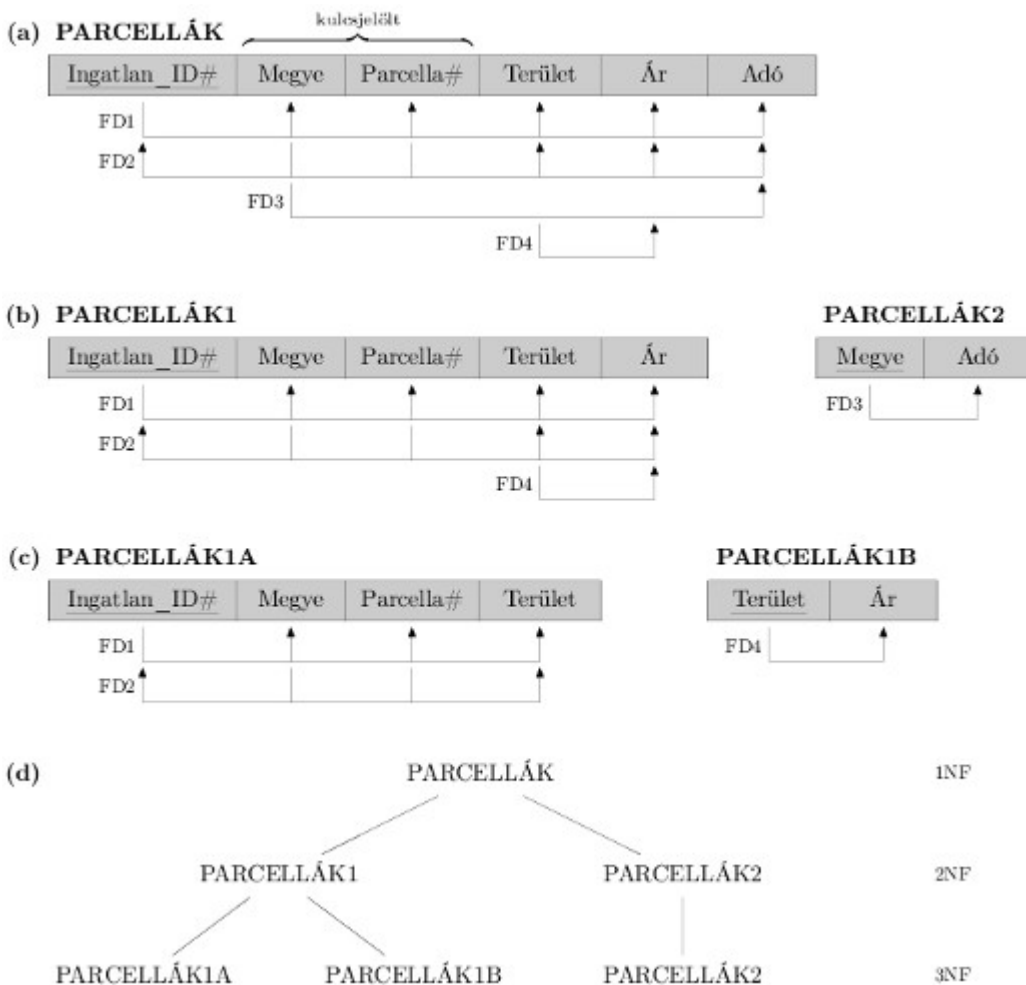 kulcsjelölt
(a) PARCELLÁK
Ingatlan_ID# Megye Parcella# Terület Ár Adó
FD1
FD2
FD3
FD4
(b) PARCELLÁK1 PARCELLÁK2
Ingatlan_ID# Megye Parcella# Terület Ár Megye Adó
FD1 FD3
FD2
FD4
(c) PARCELLÁK1A PARCELLÁK1B
Ingatlan_ID# Megye Parcella# Terület Terület Ár
FD1 FD4
FD2
(d) PARCELLÁK 1NF
PARCELLÁK1 PARCELLÁK2 2NF
PARCELLÁK1A PARCELLÁK1B PARCELLÁK2 3NF